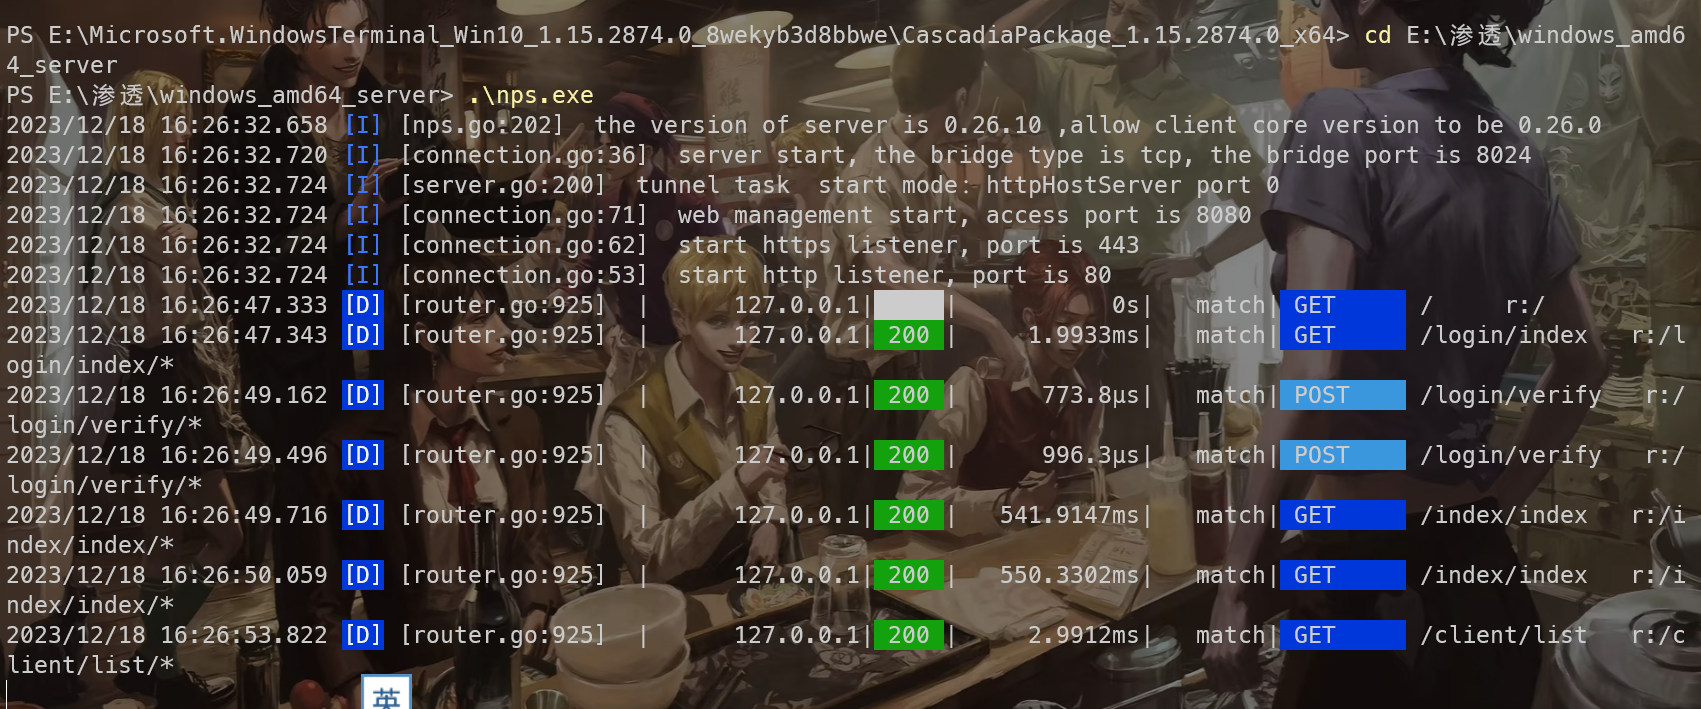 PS E:\Microsoft.WindowsTerminal_Win10_1.15.2874.0_8wekyb3d8bbwe\CascadiaPackage_1.15.2874.0_x64> cd E:\渗透\windows_amd6
4_server
PS E:\渗透\windows_amd64_server> .\nps.exe
2023/12/18 16:26:32.658 [I] [nps.go:202]  the version of server is 0.26.10 ,allow client core version to be 0.26.0
2023/12/18 16:26:32.720 [I] [connection.go:36]  server start, the bridge type is tcp, the bridge port is 8024
2023/12/18 16:26:32.724 [I] [server.go:200]  tunnel task  start mode：httpHostServer port 0
2023/12/18 16:26:32.724 [I] [connection.go:71]  web management start, access port is 8080
2023/12/18 16:26:32.724 [I] [connection.go:62]  start https listener, port is 443
2023/12/18 16:26:32.724 [I] [connection.go:53]  start http listener, port is 80
2023/12/18 16:26:47.333 [D] [router.go:925]  |      127.0.0.1|     |           0s|   match| GET      /     r:/
2023/12/18 16:26:47.343 [D] [router.go:925]  |      127.0.0.1| 200 |     1.9933ms|   match| GET      /login/index   r:/l
ogin/index/*
2023/12/18 16:26:49.162 [D] [router.go:925]  |      127.0.0.1| 200 |      773.8µs|   match| POST     /login/verify   r:/
login/verify/*
2023/12/18 16:26:49.496 [D] [router.go:925]  |      127.0.0.1| 200 |      996.3µs|   match| POST     /login/verify   r:/
login/verify/*
2023/12/18 16:26:49.716 [D] [router.go:925]  |      127.0.0.1| 200 |   541.9147ms|   match| GET      /index/index   r:/i
ndex/index/*
2023/12/18 16:26:50.059 [D] [router.go:925]  |      127.0.0.1| 200 |   550.3302ms|   match| GET      /index/index   r:/i
ndex/index/*
2023/12/18 16:26:53.822 [D] [router.go:925]  |      127.0.0.1| 200 |     2.9912ms|   match| GET      /client/list   r:/c
lient/list/*
英